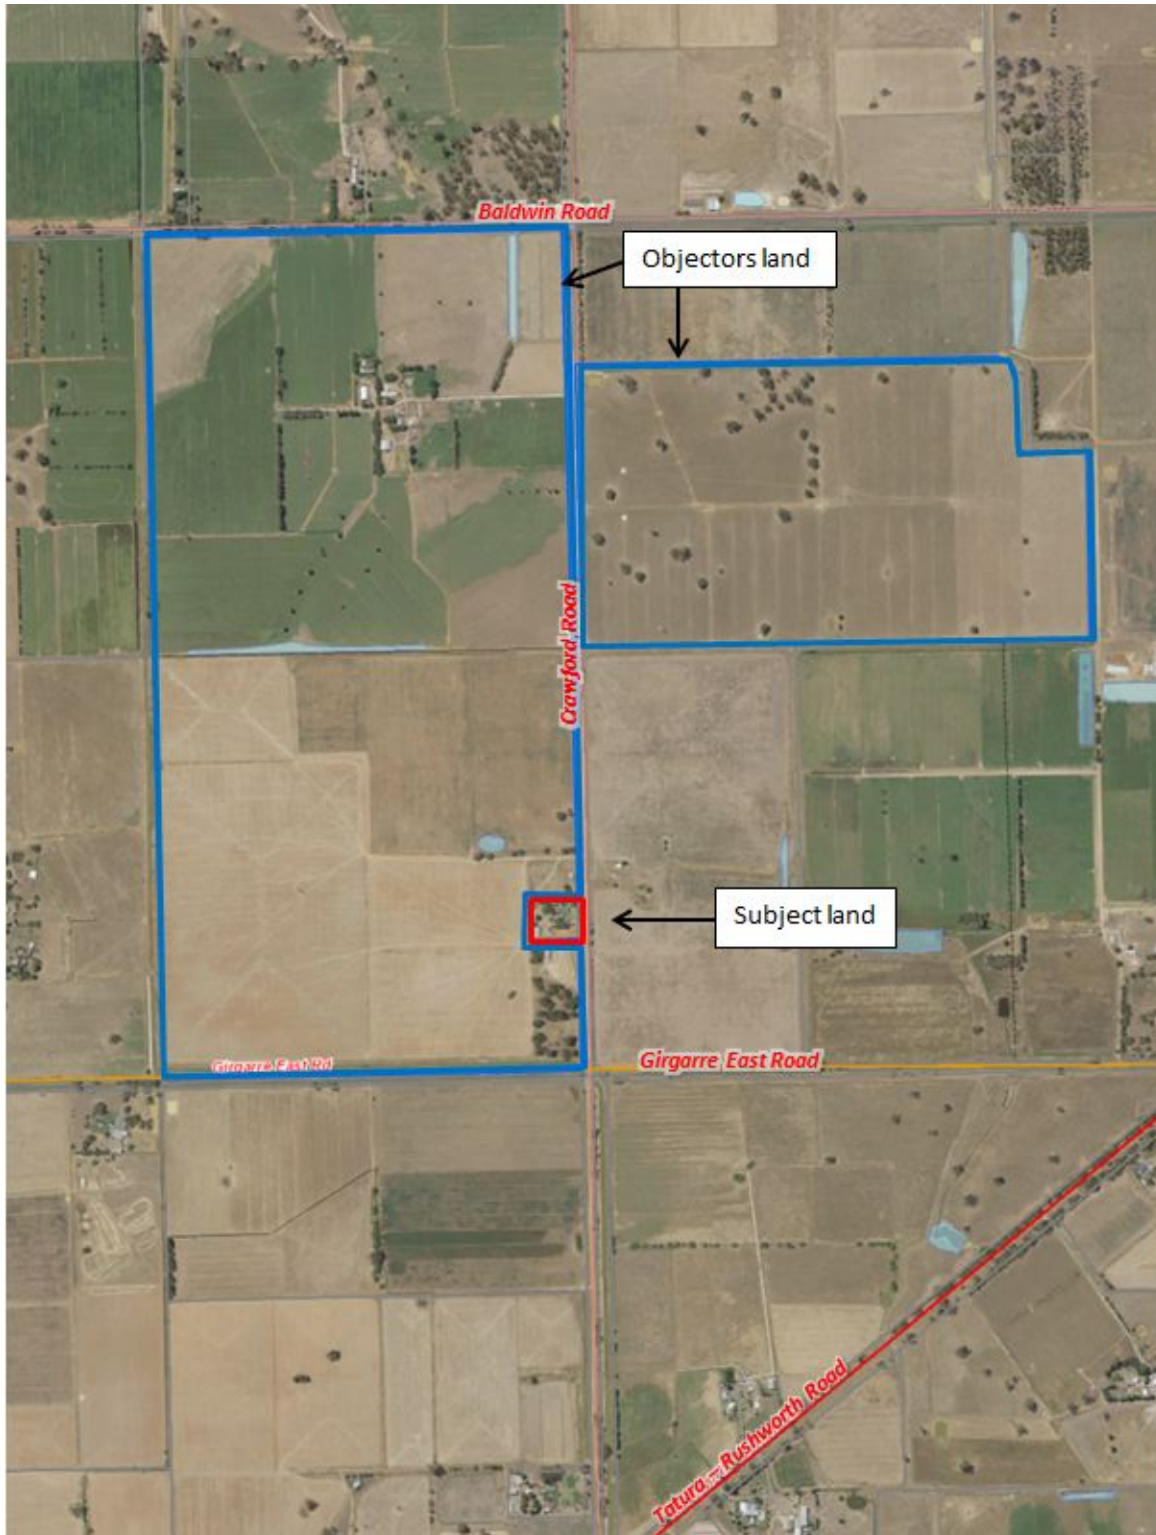 Baldwin Road
Objectors land
Crawford Road
Subject land
Girgarre East Rd
Girgarre East Road
Tatura - Rushworth Road